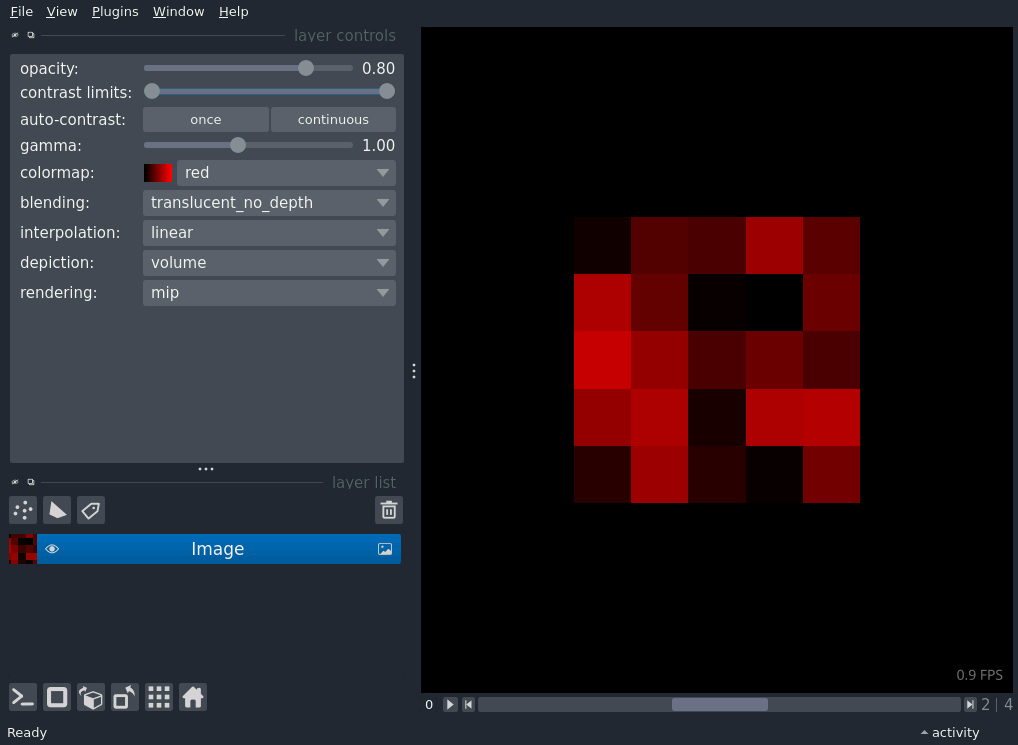 File View Plugins Window Help
layer controls
opacity: 0.80
contrast limits:
auto-contrast: once continuous
gamma: 1.00
colormap: red
blending: translucent_no_depth
interpolation: linear
depiction: volume
rendering: mip
layer list
Image
0.9 FPS
0 2 | 4
Ready activity